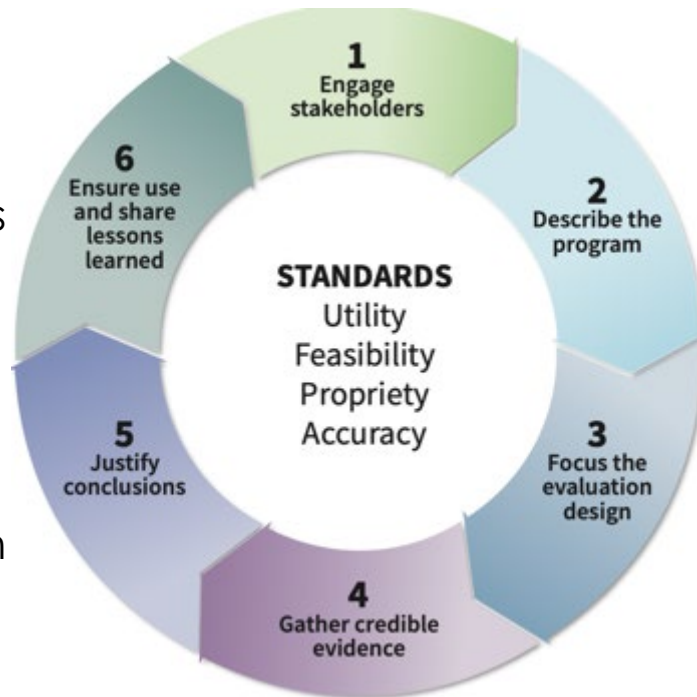 1
Engage
stakeholders
2
Describe the
program
3
Focus the
evaluation
design
4
Gather credible
evidence
5
Justify
conclusions
6
Ensure use
and share
lessons
learned
STANDARDS
Utility
Feasibility
Propriety
Accuracy
s
n